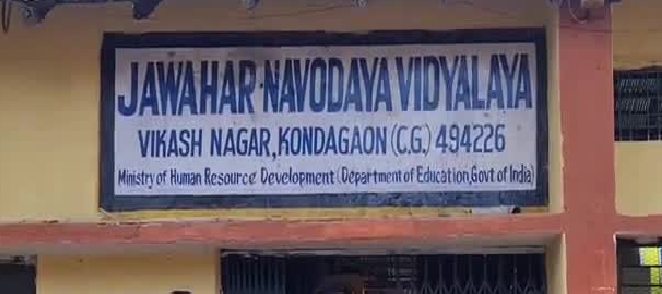 JAWAHAR NAVODAYA VIDYALAYA
VIKASH NAGAR, KONDAGAON (C.G.) 494226
Ministry of Human Resource Development (Department of Education, Govt of India)